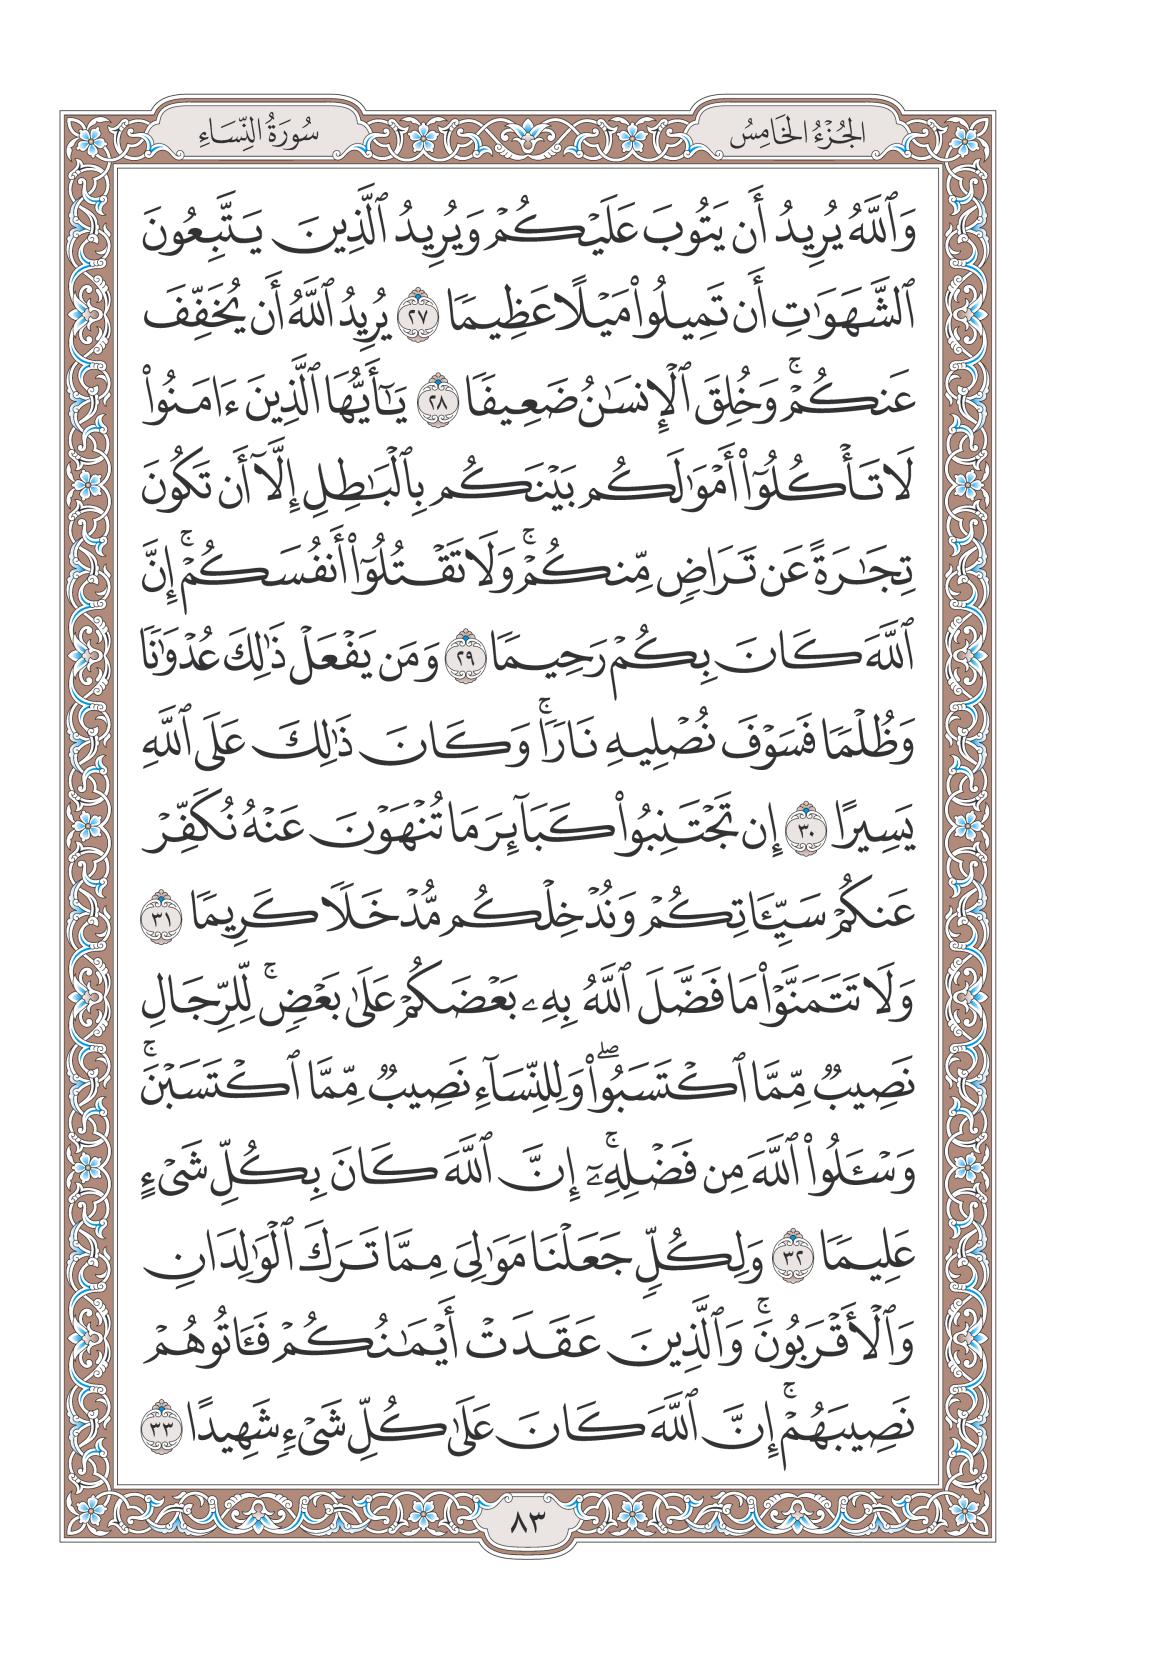 الجُزْءُ الخَامِسُ
سُورَةُ النِّسَاءِ
وَٱللَّهُ يُرِيدُ أَن يَتُوبَ عَلَيْكُمْ وَيُرِيدُ ٱلَّذِينَ يَتَّبِعُونَ
ٱلشَّهَوَٰتِ أَن تَمِيلُوا۟ مَيْلًا عَظِيمًا ٢٧ يُرِيدُ ٱللَّهُ أَن يُخَفِّفَ
عَنكُمْ ۚ وَخُلِقَ ٱلْإِنسَٰنُ ضَعِيفًا ٢٨ يَٰٓأَيُّهَا ٱلَّذِينَ ءَامَنُوا۟
لَا تَأْكُلُوٓا۟ أَمْوَٰلَكُم بَيْنَكُم بِٱلْبَٰطِلِ إِلَّآ أَن تَكُونَ
تِجَٰرَةً عَن تَرَاضٍ مِّنكُمْ ۚ وَلَا تَقْتُلُوٓا۟ أَنفُسَكُمْ ۚ إِنَّ
ٱللَّهَ كَانَ بِكُمْ رَحِيمًا ٢٩ وَمَن يَفْعَلْ ذَٰلِكَ عُدْوَٰنًا
وَظُلْمًا فَسَوْفَ نُصْلِيهِ نَارًا ۚ وَكَانَ ذَٰلِكَ عَلَى ٱللَّهِ
يَسِيرًا ٣٠ إِن تَجْتَنِبُوا۟ كَبَآئِرَ مَا تُنْهَوْنَ عَنْهُ نُكَفِّرْ
عَنكُمْ سَيِّـَٔاتِكُمْ وَنُدْخِلْكُم مُّدْخَلًا كَرِيمًا ٣١
وَلَا تَتَمَنَّوْا۟ مَا فَضَّلَ ٱللَّهُ بِهِۦ بَعْضَكُمْ عَلَىٰ بَعْضٍ ۚ لِّلرِّجَالِ
نَصِيبٌ مِّمَّا ٱكْتَسَبُوا۟ ۖ وَلِلنِّسَآءِ نَصِيبٌ مِّمَّا ٱكْتَسَبْنَ ۚ
وَسْـَٔلُوا۟ ٱللَّهَ مِن فَضْلِهِۦٓ ۚ إِنَّ ٱللَّهَ كَانَ بِكُلِّ شَىْءٍ
عَلِيمًا ٣٢ وَلِكُلٍّ جَعَلْنَا مَوَٰلِىَ مِمَّا تَرَكَ ٱلْوَٰلِدَانِ
وَٱلْأَقْرَبُونَ ۚ وَٱلَّذِينَ عَقَدَتْ أَيْمَٰنُكُمْ فَـَٔاتُوهُمْ
نَصِيبَهُمْ ۚ إِنَّ ٱللَّهَ كَانَ عَلَىٰ كُلِّ شَىْءٍ شَهِيدًا ٣٣
٨٣